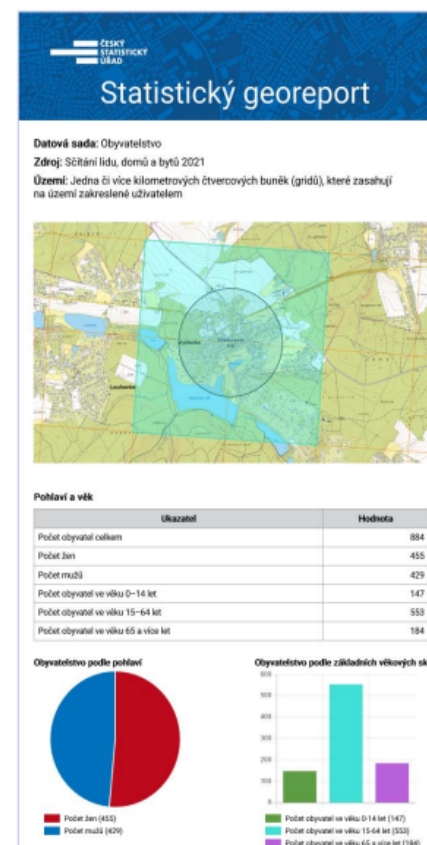 ČESKÝ
STATISTICKÝ
ÚŘAD
Statistický georeport
Datová sada: Obyvatelstvo
Zdroj: Sčítání lidu, domů a bytů 2021
Území: Jedna či více kilometrových čtvercových buněk (gridů), které zasahují
na území zakreslené uživatelem
Pohlaví a věk
Ukazatel Hodnota
Počet obyvatel celkem 884
Počet žen 455
Počet mužů 429
Počet obyvatel ve věku 0–14 let 147
Počet obyvatel ve věku 15–64 let 553
Počet obyvatel ve věku 65 a více let 184
Obyvatelstvo podle pohlaví
Počet žen (455)
Počet mužů (429)
Obyvatelstvo podle základních věkových sk
600
500
400
300
200
100
0
Počet obyvatel ve věku 0-14 let (147)
Počet obyvatel ve věku 15-64 let (553)
Počet obyvatel ve věku 65 a více let (184)